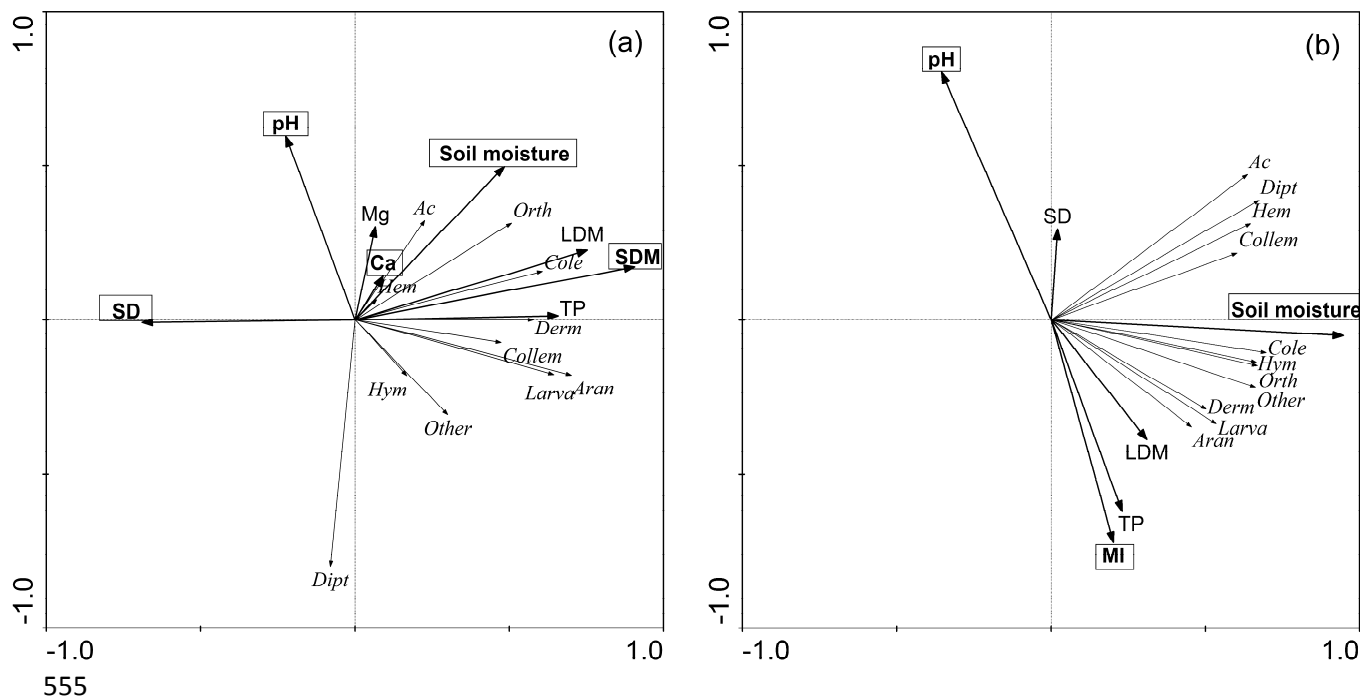 1.0
(a)
pH
Soil moisture
Mg
Ac
Orth
LDM
Ca
Cole
SDM
Hem
SD
TP
Derm
Collem
Hym
Larva
Aran
Other
Dipt
-1.0
-1.0
1.0
1.0
(b)
pH
Ac
Dipt
SD
Hem
Collem
Soil moisture
Cole
Hym
Orth
Other
Derm
Larva
Aran
LDM
TP
MI
-1.0
-1.0
1.0
555